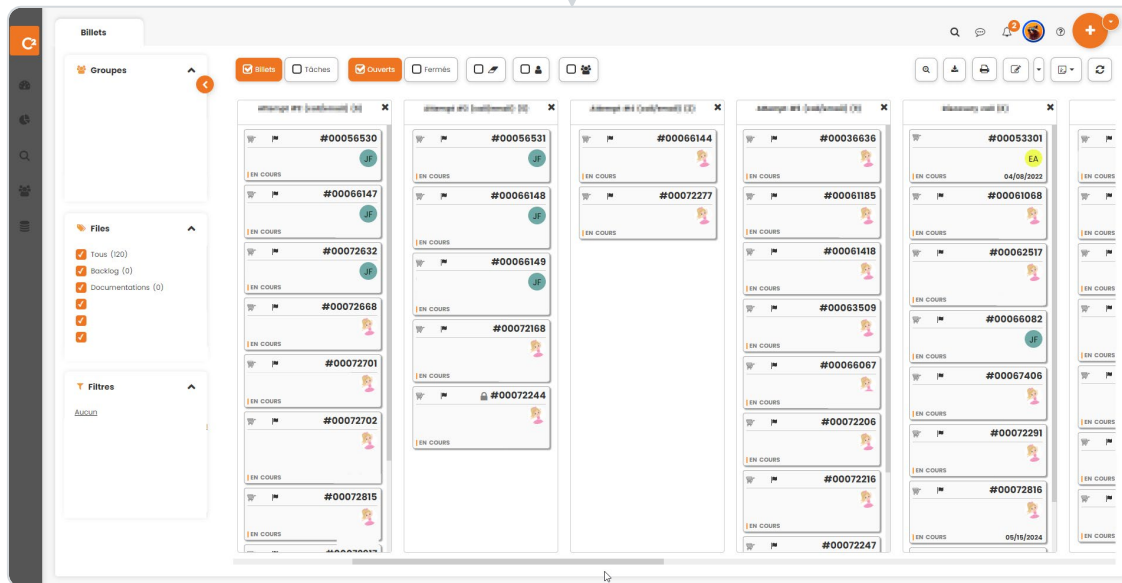 Billets
2
C²
Groupes
Billets
Tâches
Ouverts
Fermés
Files
Tous (120)
Backlog (0)
Documentations (0)
Filtres
Aucun
#00056530
JF
EN COURS
#00066147
JF
EN COURS
#00072632
JF
EN COURS
#00072668
EN COURS
#00072701
EN COURS
#00072702
EN COURS
#00072815
EN COURS
#00056531
JF
EN COURS
#00066148
JF
EN COURS
#00066149
JF
EN COURS
#00072168
EN COURS
#00072244
EN COURS
#00066144
EN COURS
#00072277
EN COURS
#00036636
EN COURS
#00061185
EN COURS
#00061418
EN COURS
#00063509
EN COURS
#00066067
EN COURS
#00072206
EN COURS
#00072216
EN COURS
#00072247
#00053301
EA
EN COURS 04/08/2022
#00061068
EN COURS
#00062517
EN COURS
#00066082
JF
EN COURS
#00067406
EN COURS
#00072291
EN COURS
#00072816
EN COURS 05/15/2024
EN COURS
EN COURS
EN COURS
EN COURS
EN COURS
EN COURS
EN COURS